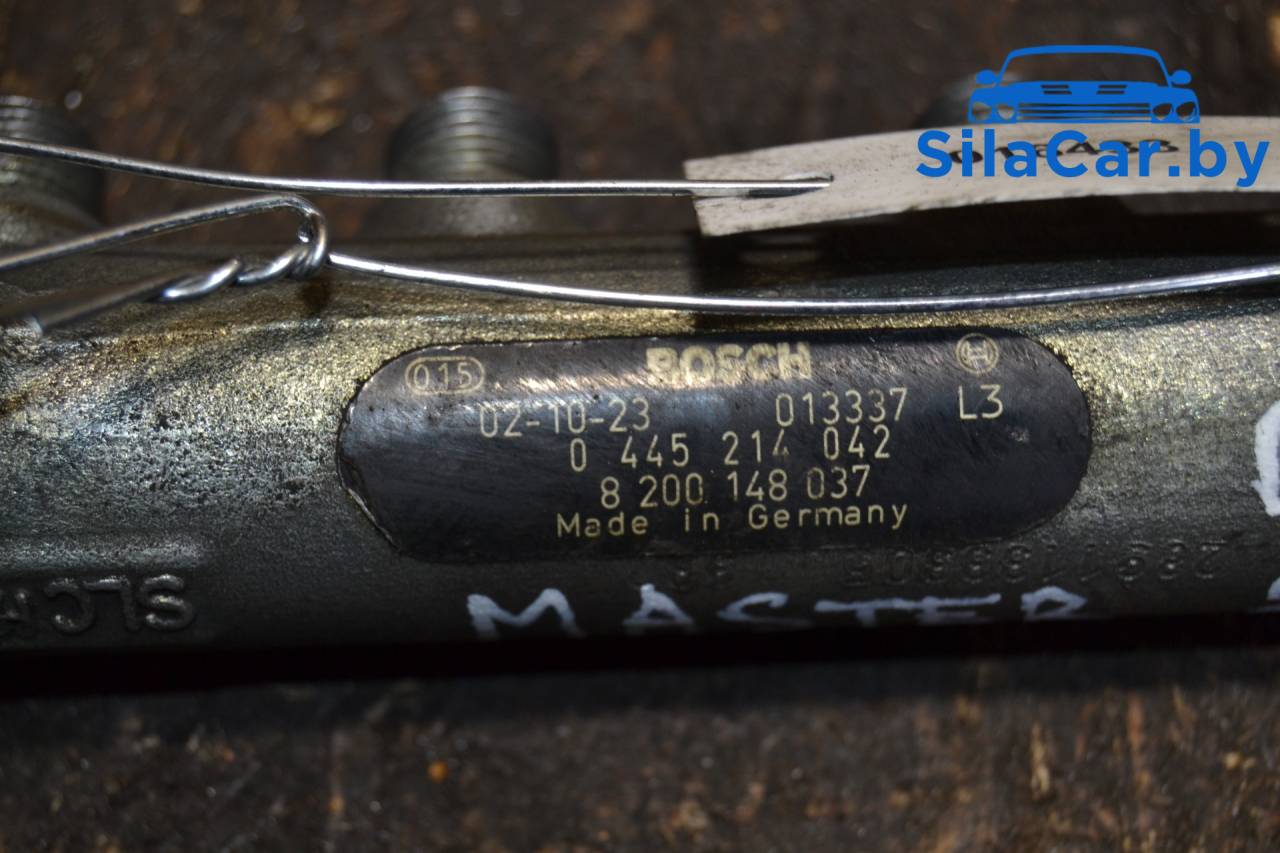 SilaCar.by
015
BOSCH
02-10-23 013337 L3
0 445 214 042
8 200 148 037
Made in Germany
MASTER